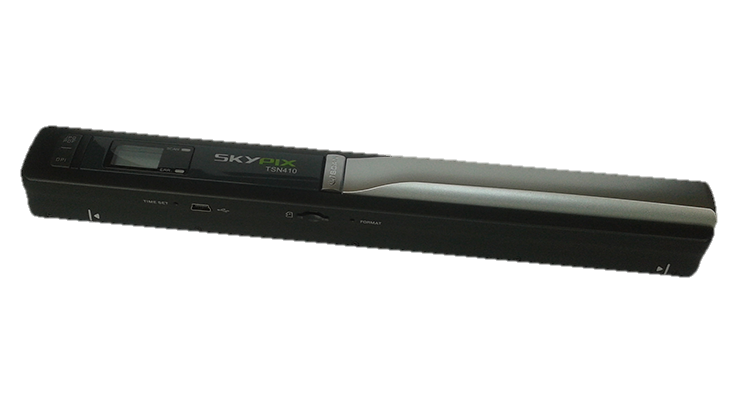 SKYPIX
TSN410
TIME SET
FORMAT